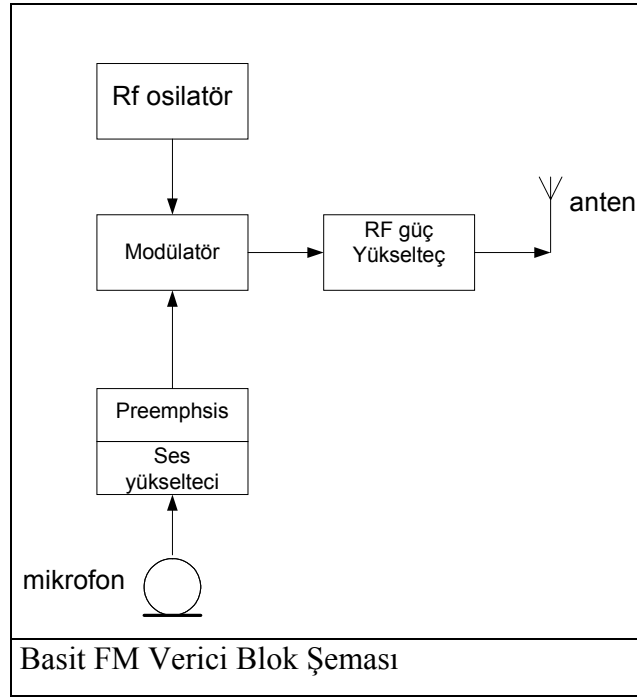 Rf osilatör
anten
Modülatör
RF güç
Yükselteç
Preemphsis
Ses
yükselteci
mikrofon
Basit FM Verici Blok Şeması